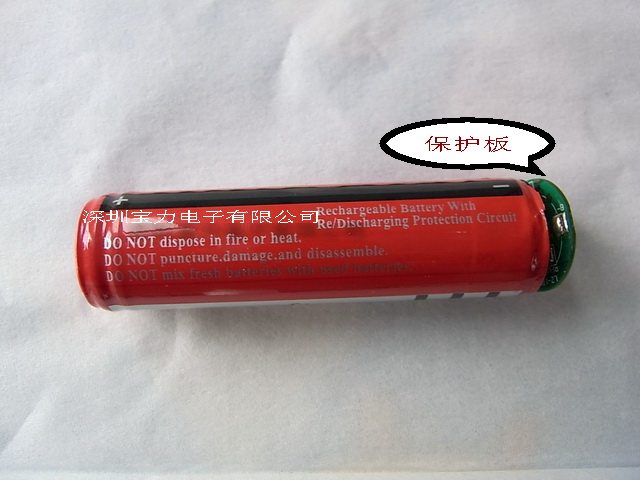 保护板
+
−
深圳宝力电子有限公司
Rechargeable Battery With
Re/Discharging Protection Circuit
DO NOT dispose in fire or heat.
DO NOT puncture,damage,and disassemble.
DO NOT mix fresh batteries with used batteries.